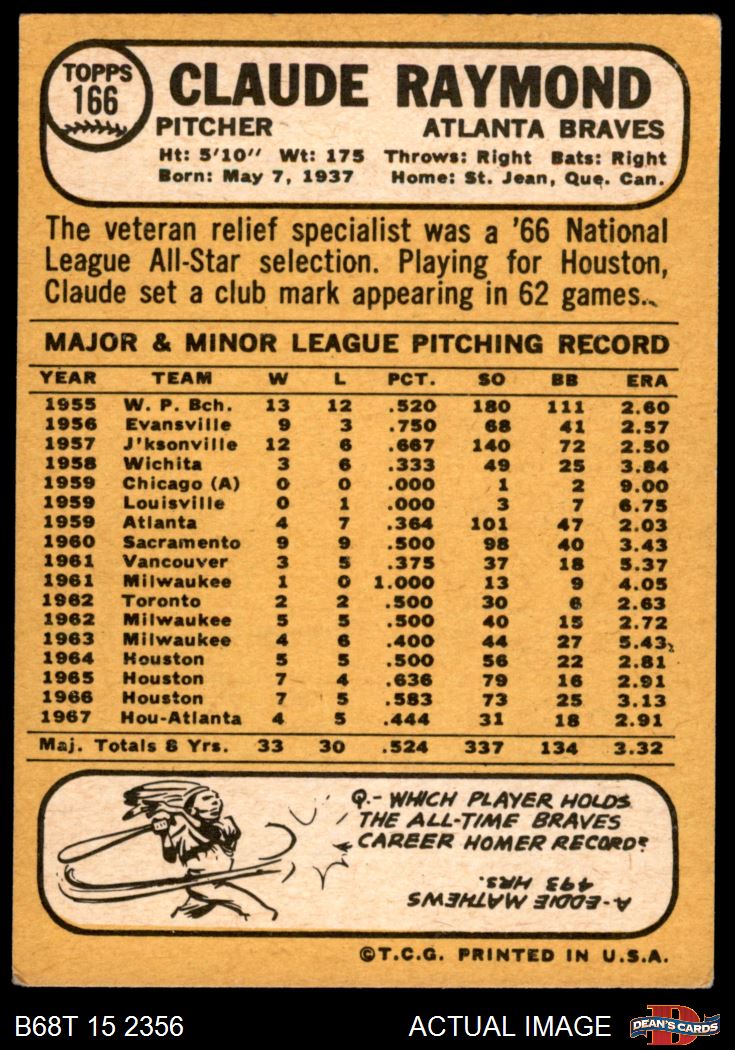 TOPPS
166
CLAUDE RAYMOND
PITCHER ATLANTA BRAVES
Ht: 5'10" Wt: 175 Throws: Right Bats: Right
Born: May 7, 1937 Home: St. Jean, Que. Can.
The veteran relief specialist was a '66 National
League All-Star selection. Playing for Houston,
Claude set a club mark appearing in 62 games.
MAJOR & MINOR LEAGUE PITCHING RECORD
YEAR TEAM W L PCT. SO BB ERA
1955 W. P. Bch. 13 12 .520 180 111 2.60
1956 Evansville 9 3 .750 68 41 2.57
1957 J'ksonville 12 6 .667 140 72 2.50
1958 Wichita 3 6 .333 49 25 3.84
1959 Chicago (A) 0 0 .000 1 2 9.00
1959 Louisville 0 1 .000 3 7 6.75
1959 Atlanta 4 7 .364 101 47 2.03
1960 Sacramento 9 9 .500 98 40 3.43
1961 Vancouver 3 5 .375 37 18 5.37
1961 Milwaukee 1 0 1.000 13 9 4.05
1962 Toronto 2 2 .500 30 6 2.63
1962 Milwaukee 5 5 .500 40 15 2.72
1963 Milwaukee 4 6 .400 44 27 5.43
1964 Houston 5 5 .500 56 22 2.81
1965 Houston 7 4 .636 79 16 2.91
1966 Houston 7 5 .583 73 25 3.13
1967 Hou-Atlanta 4 5 .444 31 18 2.91
Maj. Totals 8 Yrs. 33 30 .524 337 134 3.32
Q.- WHICH PLAYER HOLDS
THE ALL-TIME BRAVES
CAREER HOMER RECORD?
A-EDDIE MATHEWS
493 HRS.
©T.C.G. PRINTED IN U.S.A.
B68T 15 2356 ACTUAL IMAGE
DEAN'S CARDS